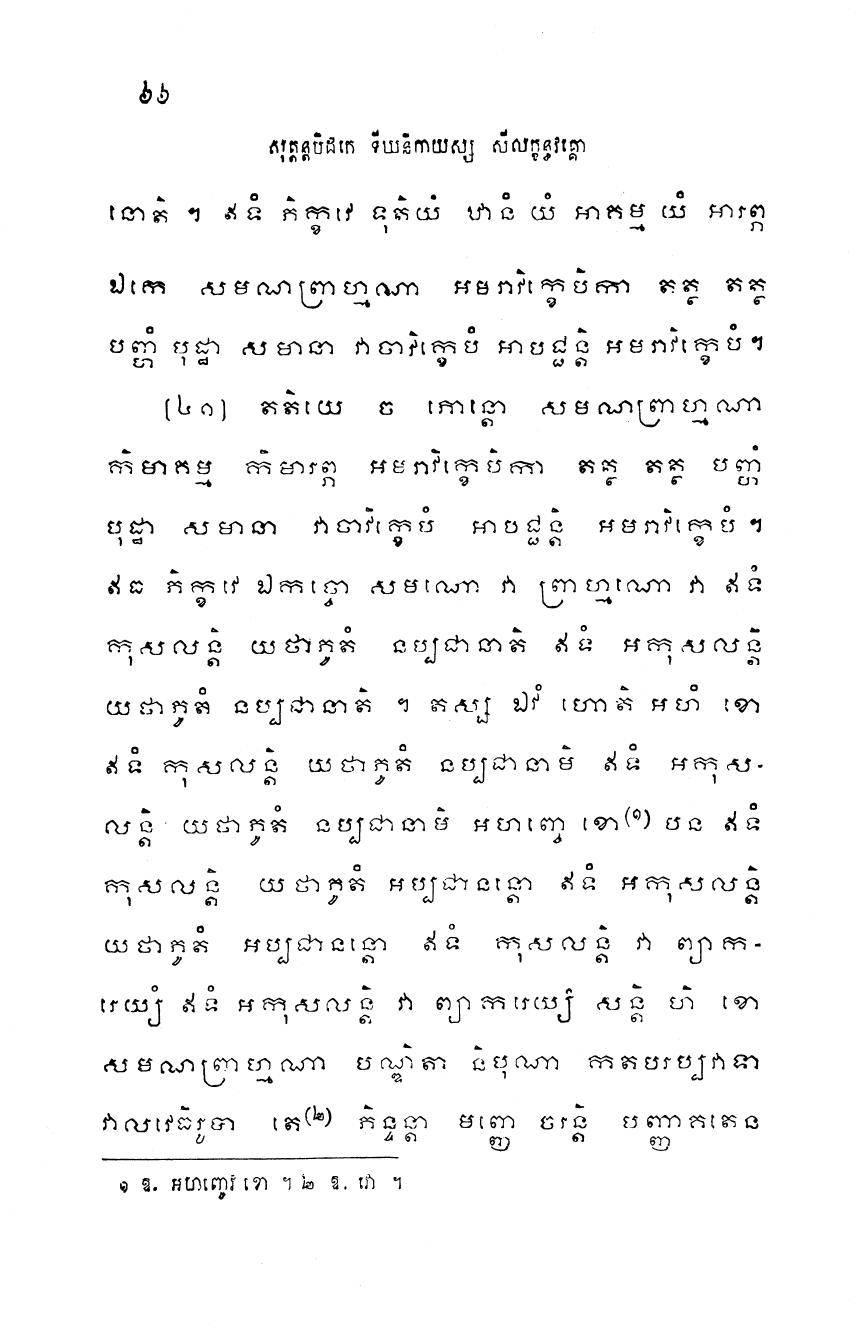 ៦៦
សុត្តន្តបិដកេ ទីឃនិកាយស្ស សីលក្ខន្ធវគ្គោ
នោតិ ។ ឥទំ ភិក្ខវេ ទុតិយំ ឋានំ យំ អាគម្ម យំ អារព្ភ
ឯកេ សមណព្រាហ្មណា អមរាវិក្ខេបិកា តត្ថ តត្ថ
បញ្ហំ បុដ្ឋា សមានា វាចាវិក្ខេបំ អាបជ្ជន្តិ អមរាវិក្ខេបំ។
(៤១) តតិយេ ច ភោន្តោ សមណព្រាហ្មណា
កិមាគម្ម កិមារព្ភ អមរាវិក្ខេបិកា តត្ថ តត្ថ បញ្ហំ
បុដ្ឋា សមានា វាចាវិក្ខេបំ អាបជ្ជន្តិ អមរាវិក្ខេបំ ។
ឥធ ភិក្ខវេ ឯកច្ចោ សមណោ វា ព្រាហ្មណោ វា ឥទំ
កុសលន្តិ យថាភូតំ នប្បជានាតិ ឥទំ អកុសលន្តិ
យថាភូតំ នប្បជានាតិ ។ តស្ស ឯវំ ហោតិ អហំ ខោ
ឥទំ កុសលន្តិ យថាភូតំ នប្បជានាមិ ឥទំ អកុស-
លន្តិ យថាភូតំ នប្បជានាមិ អហញ្ចេ ខោ(១) បន ឥទំ
កុសលន្តិ យថាភូតំ អប្បជានន្តោ ឥទំ អកុសលន្តិ
យថាភូតំ អប្បជានន្តោ ឥទំ កុសលន្តិ វា ព្យាក-
រេយ្យំ ឥទំ អកុសលន្តិ វា ព្យាករេយ្យំ សន្តិ ហិ ខោ
សមណព្រាហ្មណា បណ្ឌិតា និបុណា កតបរប្បវាទា
វាលវេធិរូបា តេ(២) ភិន្ទន្តា មញ្ញេ ចរន្តិ បញ្ញាគតេន
១ ឱ. អហញ្ចេវ ខោ ។ ២ ឱ. វោ ។